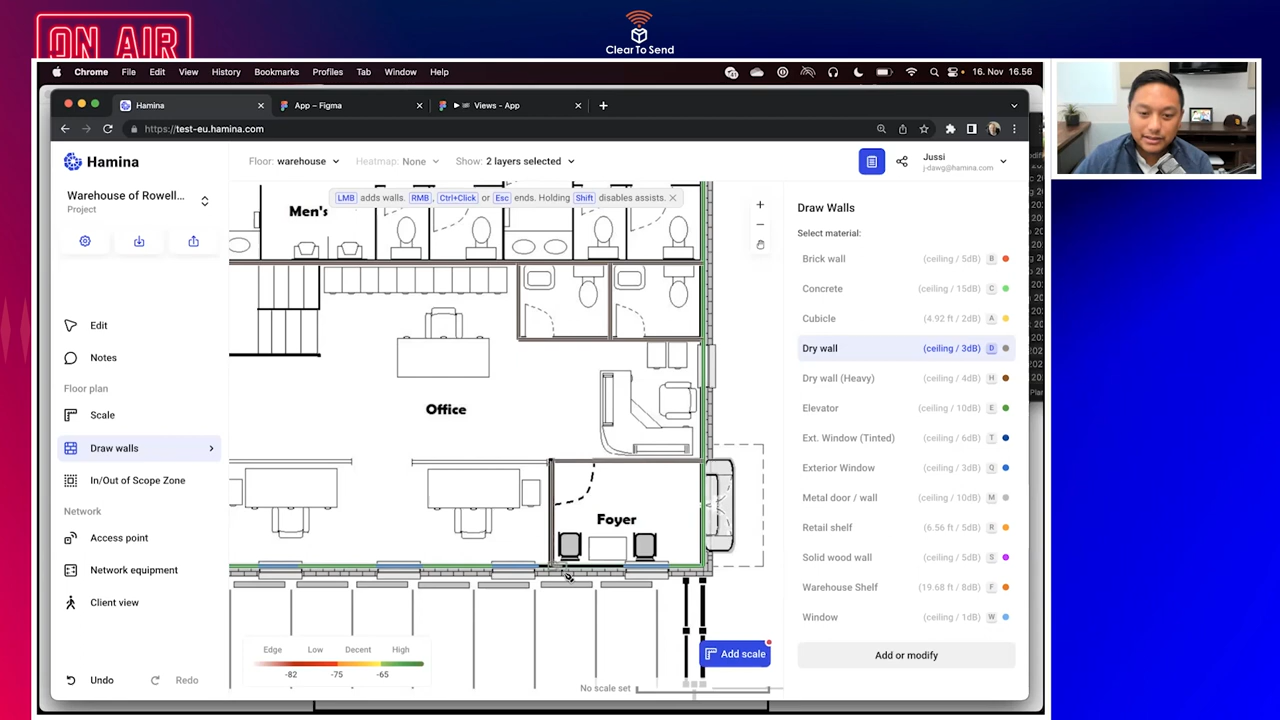 ON AIR
Clear To Send
Chrome File Edit View History Bookmarks Profiles Tab Window Help
16. Nov 16.56
Hamina
App – Figma
Views - App
https://test-eu.hamina.com
Hamina
Floor: warehouse
Heatmap: None
Show: 2 layers selected
Jussi
j-dawg@hamina.com
Warehouse of Rowell...
Project
LMB adds walls. RMB, Ctrl+Click or Esc ends. Holding Shift disables assists.
Men's
Office
Foyer
Edit
Notes
Floor plan
Scale
Draw walls
In/Out of Scope Zone
Network
Access point
Network equipment
Client view
Undo
Redo
Edge Low Decent High
-82 -75 -65
Add scale
No scale set
Draw Walls
Select material:
Brick wall (ceiling / 5dB) B
Concrete (ceiling / 15dB) C
Cubicle (4.92 ft / 2dB) A
Dry wall (ceiling / 3dB) D
Dry wall (Heavy) (ceiling / 4dB) H
Elevator (ceiling / 10dB) E
Ext. Window (Tinted) (ceiling / 6dB) T
Exterior Window (ceiling / 3dB) Q
Metal door / wall (ceiling / 10dB) M
Retail shelf (6.56 ft / 5dB) R
Solid wood wall (ceiling / 5dB) S
Warehouse Shelf (19.68 ft / 8dB) F
Window (ceiling / 1dB) W
Add or modify